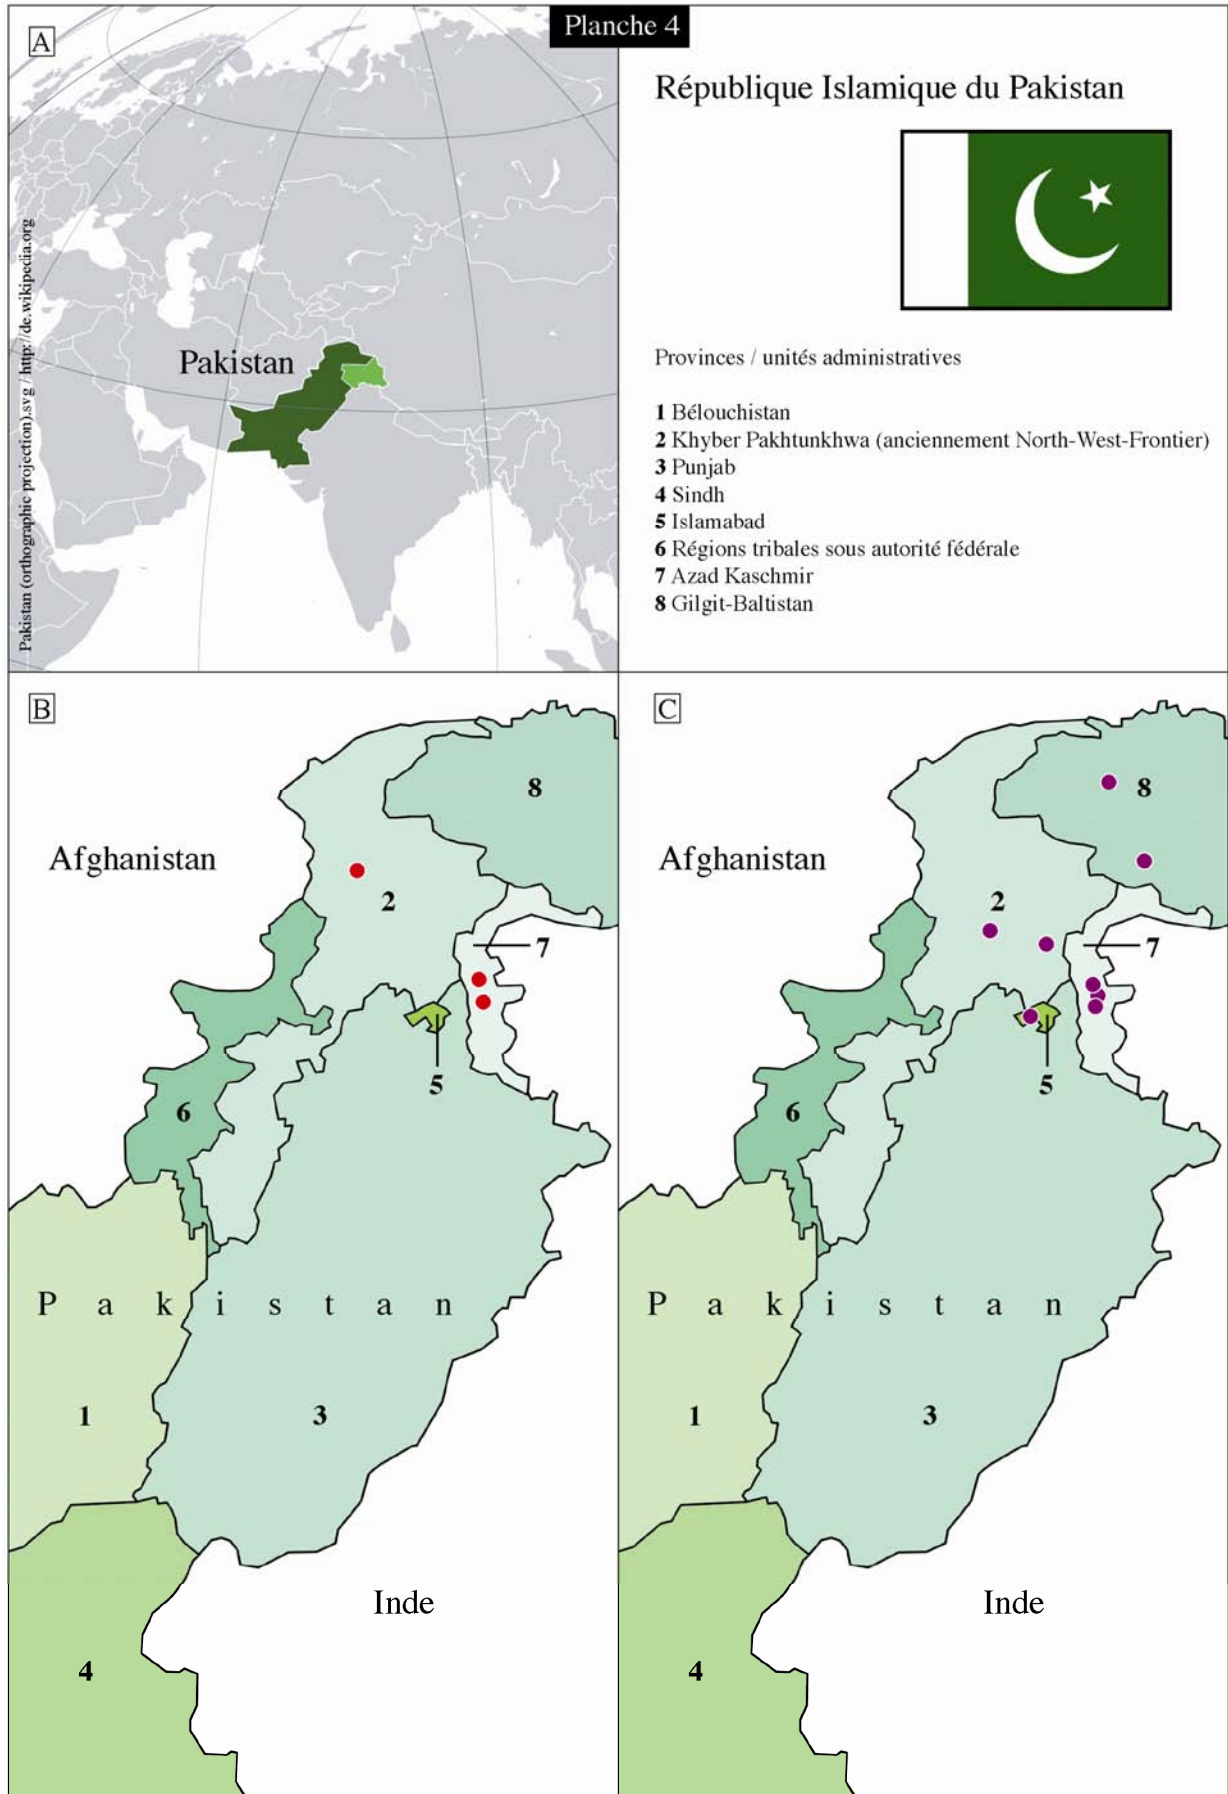 Planche 4
A
Pakistan (orthographic projection).svg / http://de.wikipedia.org
Pakistan
République Islamique du Pakistan
Provinces / unités administratives
1 Bélouchistan
2 Khyber Pakhtunkhwa (anciennement North-West-Frontier)
3 Punjab
4 Sindh
5 Islamabad
6 Régions tribales sous autorité fédérale
7 Azad Kaschmir
8 Gilgit-Baltistan
B
8
Afghanistan
2
7
5
6
P a k i s t a n
1
3
Inde
4
C
8
Afghanistan
2
7
5
6
P a k i s t a n
1
3
Inde
4